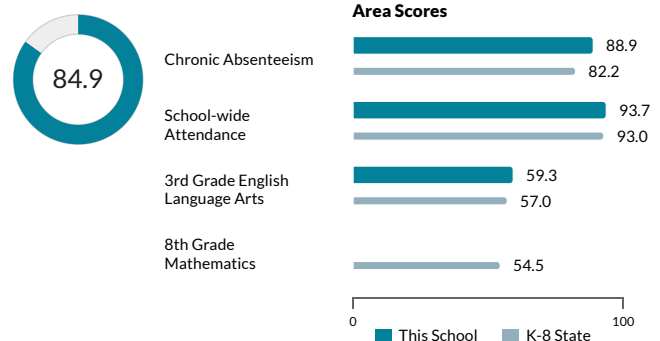 Area Scores
84.9
Chronic Absenteeism
88.9
82.2
School-wide
Attendance
93.7
93.0
3rd Grade English
Language Arts
59.3
57.0
8th Grade
Mathematics
54.5
0
100
This School
K-8 State